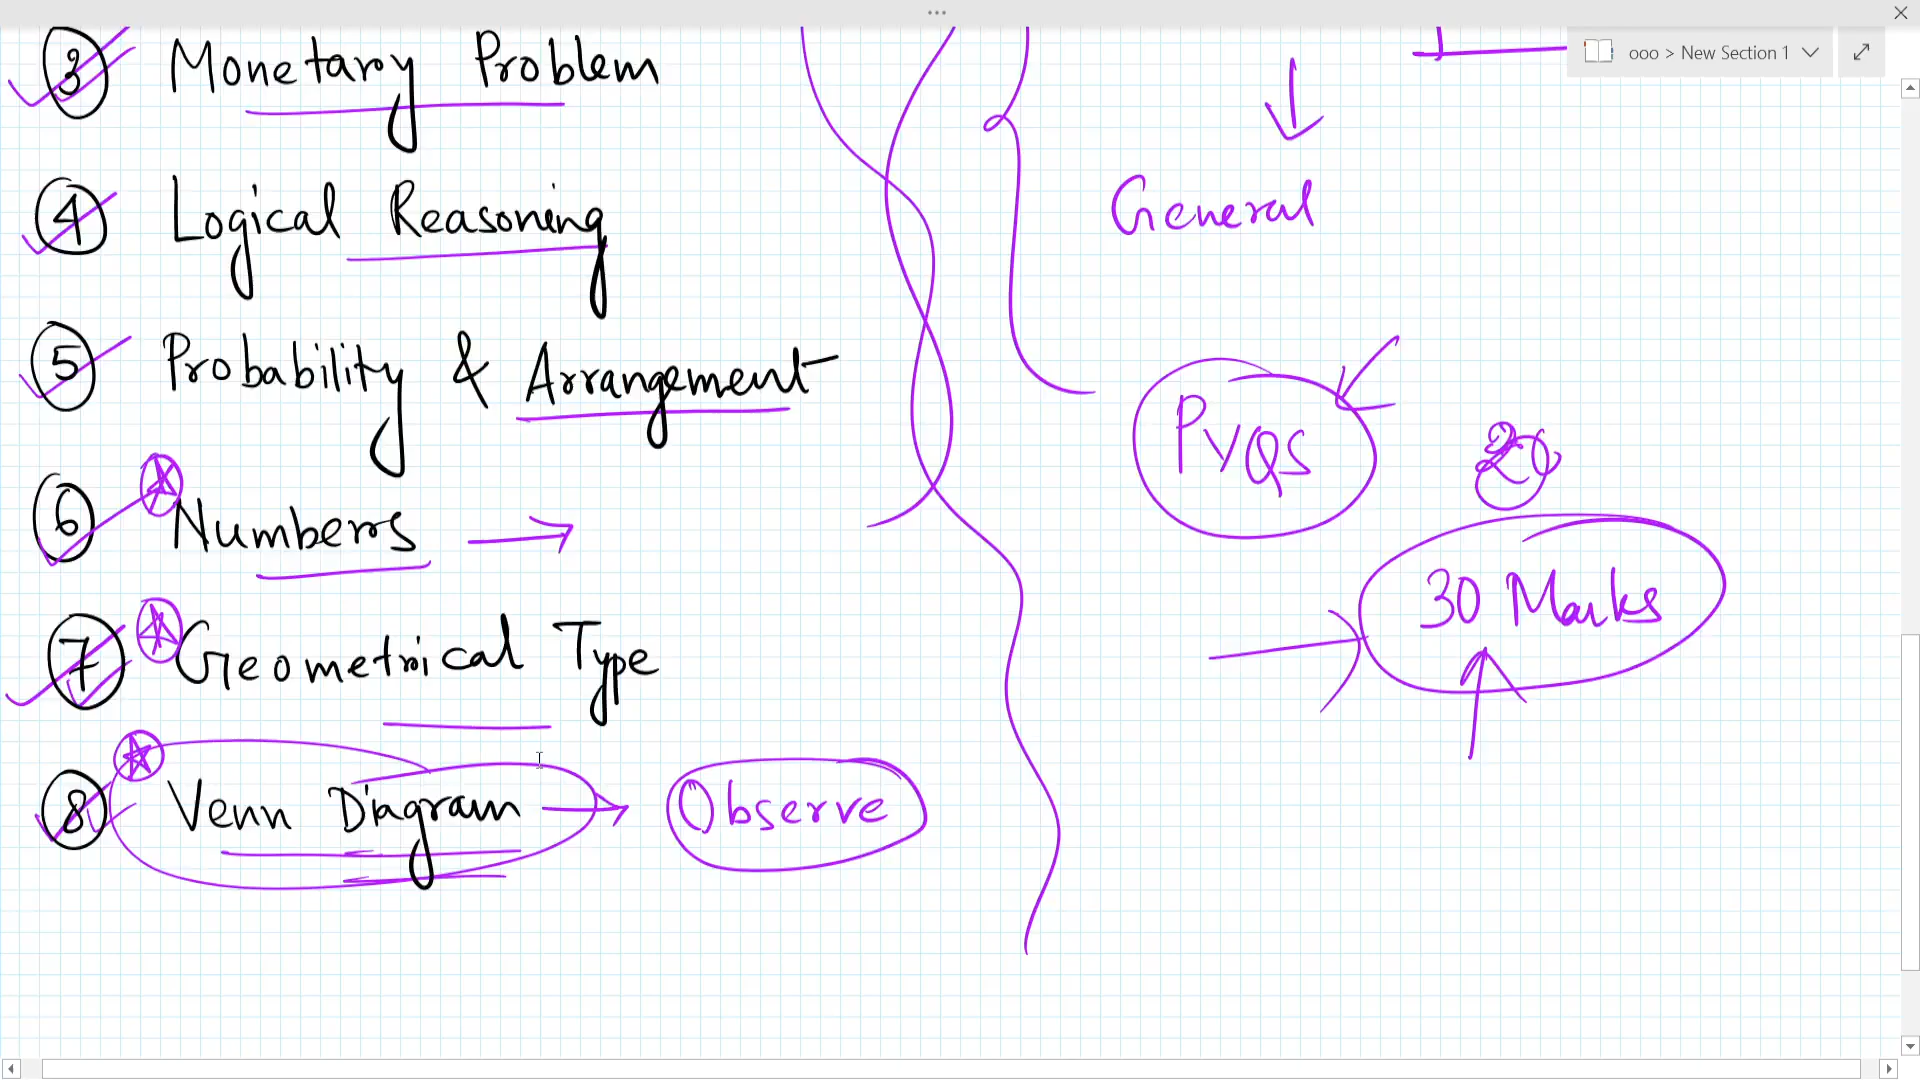 ooo > New Section 1
3 Monetary Problem
4 Logical Reasoning
General
5 Probability & Arrangement
PYQS
6 Numbers
30 Marks
7 Geometrical Type
8 Venn Diagram → Observe